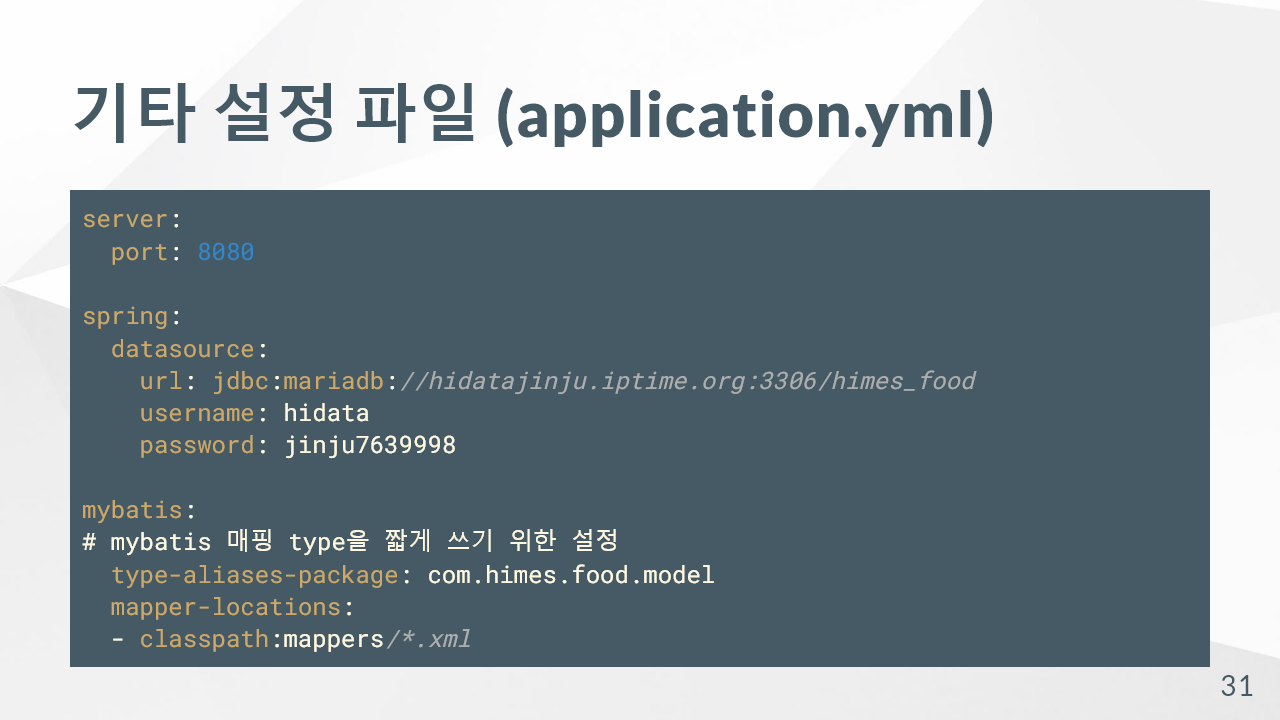 기타 설정 파일 (application.yml)
server:
  port: 8080

spring:
  datasource:
    url: jdbc:mariadb://hidatajinju.iptime.org:3306/himes_food
    username: hidata
    password: jinju7639998

mybatis:
# mybatis 매핑 type을 짧게 쓰기 위한 설정
  type-aliases-package: com.himes.food.model
  mapper-locations:
  - classpath:mappers/*.xml
31